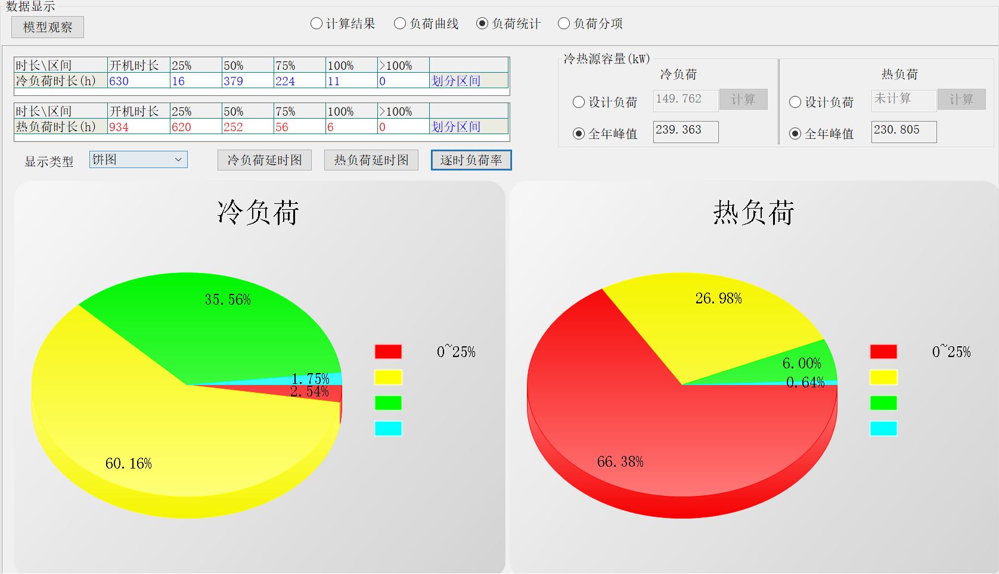 数据显示
模型观察
计算结果 负荷曲线 负荷统计 负荷分项
时长\区间 开机时长 25% 50% 75% 100% >100%
冷负荷时长(h) 630 16 379 224 11 0 划分区间
时长\区间 开机时长 25% 50% 75% 100% >100%
热负荷时长(h) 934 620 252 56 6 0 划分区间
冷热源容量(kW)
冷负荷 热负荷
设计负荷 149.762 计算 设计负荷 未计算 计算
全年峰值 239.363 全年峰值 230.805
显示类型 饼图 冷负荷延时图 热负荷延时图 逐时负荷率
冷负荷
35.56%
1.75%
2.54%
60.16%
0~25%
热负荷
26.98%
6.00%
0.64%
66.38%
0~25%